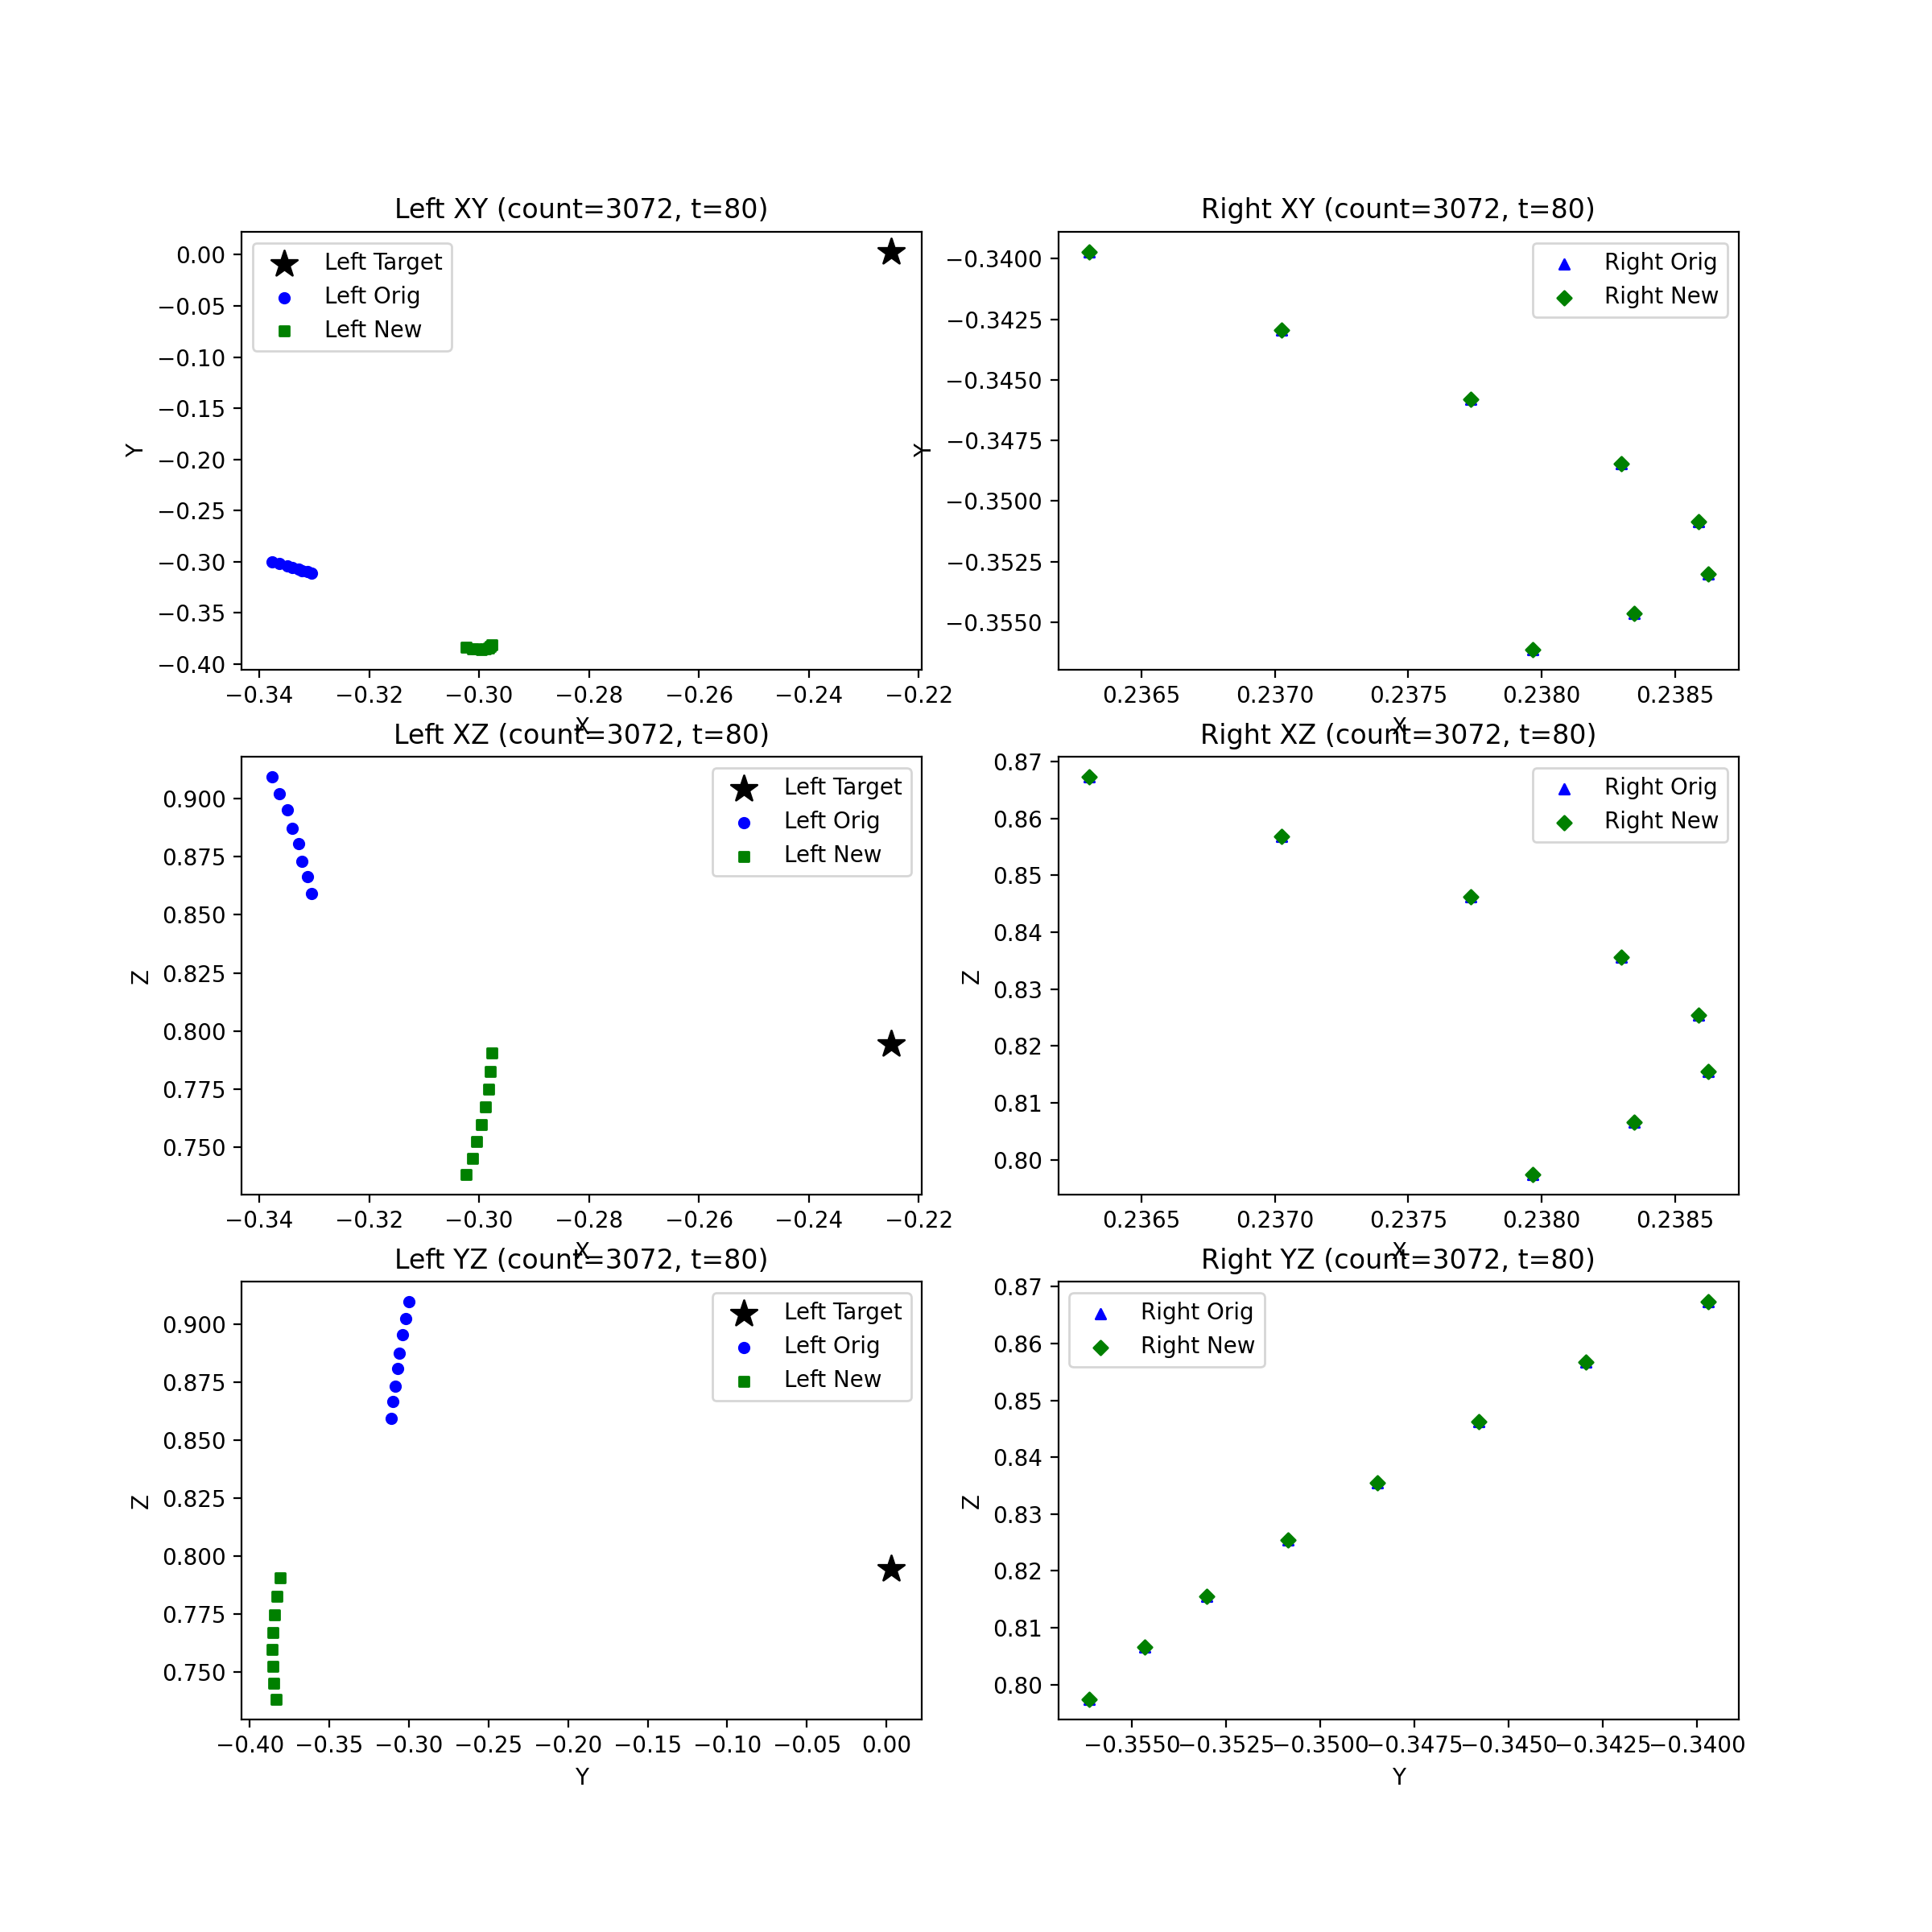 Left XY (count=3072, t=80)
Left Target
Left Orig
Left New
0.00
−0.05
−0.10
−0.15
−0.20
−0.25
−0.30
−0.35
−0.40
Y
−0.34 −0.32 −0.30 −0.28 −0.26 −0.24 −0.22
X
Right XY (count=3072, t=80)
Right Orig
Right New
−0.3400
−0.3425
−0.3450
−0.3475
−0.3500
−0.3525
−0.3550
Y
0.2365 0.2370 0.2375 0.2380 0.2385
X
Left XZ (count=3072, t=80)
Left Target
Left Orig
Left New
0.900
0.875
0.850
0.825
0.800
0.775
0.750
Z
−0.34 −0.32 −0.30 −0.28 −0.26 −0.24 −0.22
X
Right XZ (count=3072, t=80)
Right Orig
Right New
0.87
0.86
0.85
0.84
0.83
0.82
0.81
0.80
Z
0.2365 0.2370 0.2375 0.2380 0.2385
X
Left YZ (count=3072, t=80)
Left Target
Left Orig
Left New
0.900
0.875
0.850
0.825
0.800
0.775
0.750
Z
−0.40 −0.35 −0.30 −0.25 −0.20 −0.15 −0.10 −0.05 0.00
Y
Right YZ (count=3072, t=80)
Right Orig
Right New
0.87
0.86
0.85
0.84
0.83
0.82
0.81
0.80
Z
−0.3550 −0.3525 −0.3500 −0.3475 −0.3450 −0.3425 −0.3400
Y